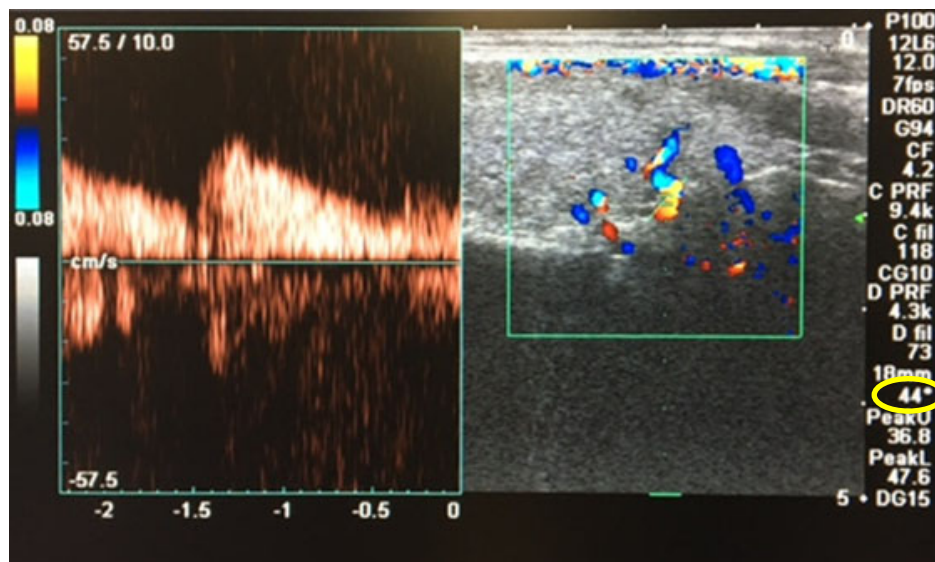 0.08
57.5 / 10.0
0.08
cm/s
-57.5
-2 -1.5 -1 -0.5 0
0
5
P100
12L6
12.0
7fps
DR60
G94
CF
4.2
C PRF
9.4k
C fil
118
CG10
D PRF
4.3k
D fil
73
18mm
44°
PeakU
36.8
PeakL
47.6
DG15